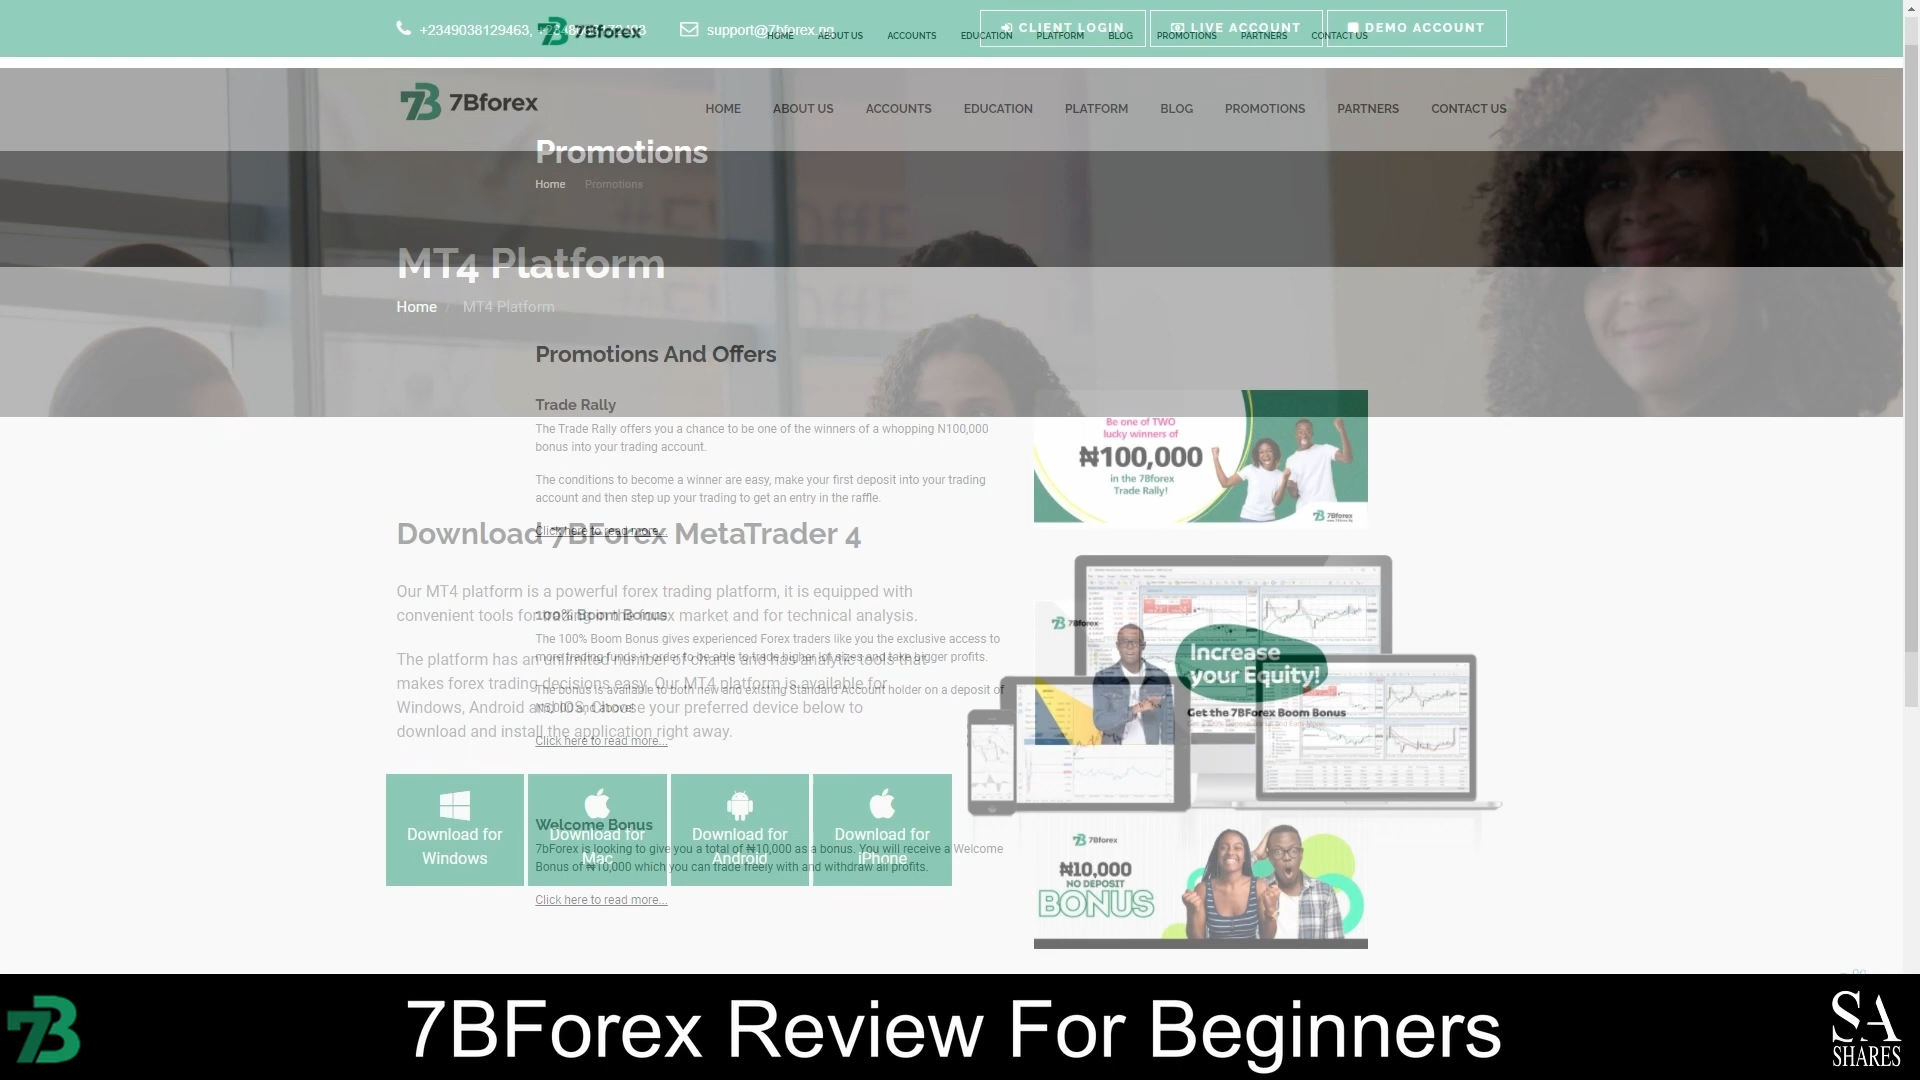 +2349038129463,
support@7bforex.ng
CLIENT LOGIN
LIVE ACCOUNT
DEMO ACCOUNT
7Bforex
HOME
ABOUT US
ACCOUNTS
EDUCATION
PLATFORM
BLOG
PROMOTIONS
PARTNERS
CONTACT US
7Bforex
HOME
ABOUT US
ACCOUNTS
EDUCATION
PLATFORM
BLOG
PROMOTIONS
PARTNERS
CONTACT US
Promotions
Home
Promotions
MT4 Platform
Home / MT4 Platform
Promotions And Offers
Trade Rally
The Trade Rally offers you a chance to be one of the winners of a whopping N100,000
bonus into your trading account.
The conditions to become a winner are easy, make your first deposit into your trading
account and then step up your trading to get an entry in the raffle.
Click here to read more...
Be one of TWO
lucky winners of
₦100,000
in the 7Bforex
Trade Rally!
7Bforex
Download 7BForex MetaTrader 4
Our MT4 platform is a powerful forex trading platform, it is equipped with
convenient tools for trading in the forex market and for technical analysis.
100% Boom Bonus
The 100% Boom Bonus gives experienced Forex traders like you the exclusive access to
more trading funds in order to be able to trade higher lot sizes and take bigger profits.
The platform has an unlimited number of charts and has analytic tools that
makes forex trading decisions easy. Our MT4 platform is available for
Windows, Android and IOS. Choose your preferred device below to
download and install the application right away.
The bonus is available to both new and existing Standard Account holder on a deposit of
and above!
Click here to read more...
7Bforex
Increase
your Equity!
Get the 7BForex Boom Bonus
Download for
Windows
Download for
Mac
Download for
Android
Download for
iPhone
Welcome Bonus
7bForex is looking to give you a total of ₦10,000 as a bonus. You will receive a Welcome
Bonus of ₦10,000 which you can trade freely with and withdraw all profits.
Click here to read more...
7Bforex
₦10,000
NO DEPOSIT
BONUS
7B
7BForex Review For Beginners
SA
SHARES